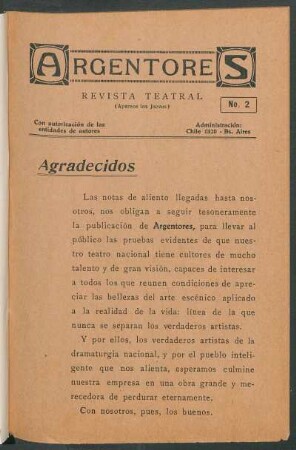 ARGENTORES
REVISTA TEATRAL
(Aparece los Jueves)
No. 2
Con autorización de las
entidades de autores
Administración:
Chile - Bs. Aires
Agradecidos
Las notas de aliento llegadas hasta nos-
otros, nos obligan a seguir tesoneramente
la publicación de Argentores, para llevar al
público las pruebas evidentes de que nues-
tro teatro nacional tiene cultores de mucho
talento y de gran visión, capaces de interesar
a todos los que reunen condiciones de apre-
ciar las bellezas del arte escénico aplicado
a la realidad de la vida: línea de la que
nunca se separan los verdaderos artistas.
Y por ellos, los verdaderos artistas de la
dramaturgia nacional, y por el pueblo inteli-
gente que nos alienta, esperamos culmine
nuestra empresa en una obra grande y me-
recedora de perdurar eternamente.
Con nosotros, pues, los buenos.